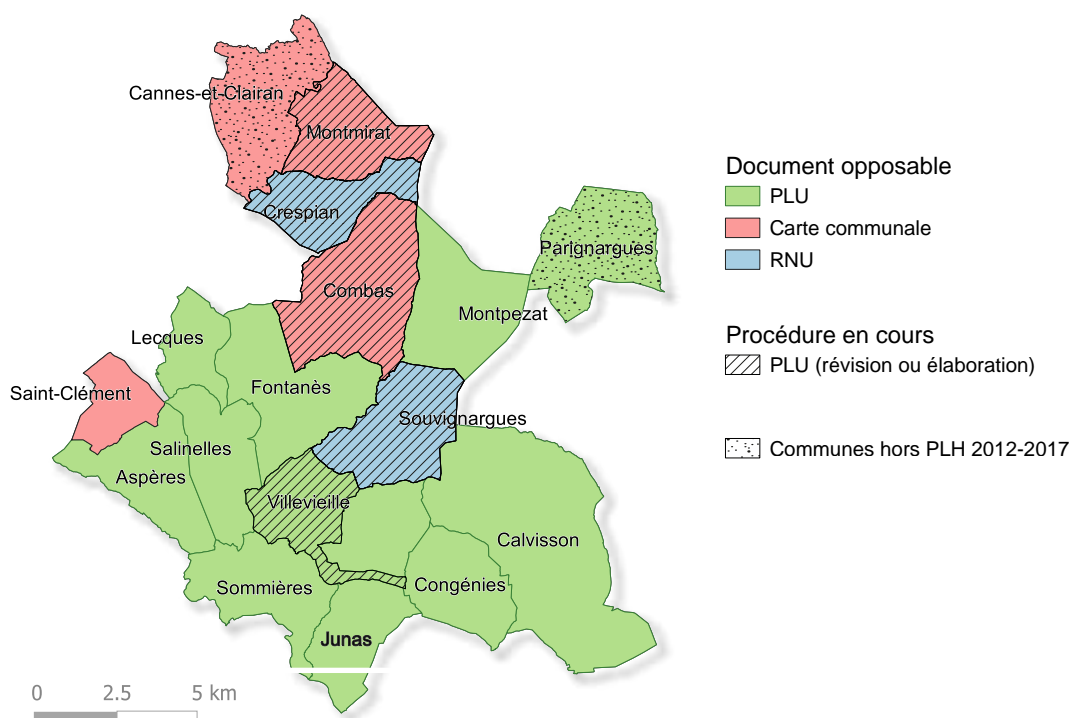 Cannes-et-Clairan
Montmirat
Crespian
Parignargues
Combas
Montpezat
Lecques
Saint-Clément
Fontanès
Souvignargues
Salinelles
Aspères
Villevieille
Calvisson
Sommières
Congénies
Junas
0 2.5 5 km
Document opposable
PLU
Carte communale
RNU
Procédure en cours
PLU (révision ou élaboration)
Communes hors PLH 2012-2017